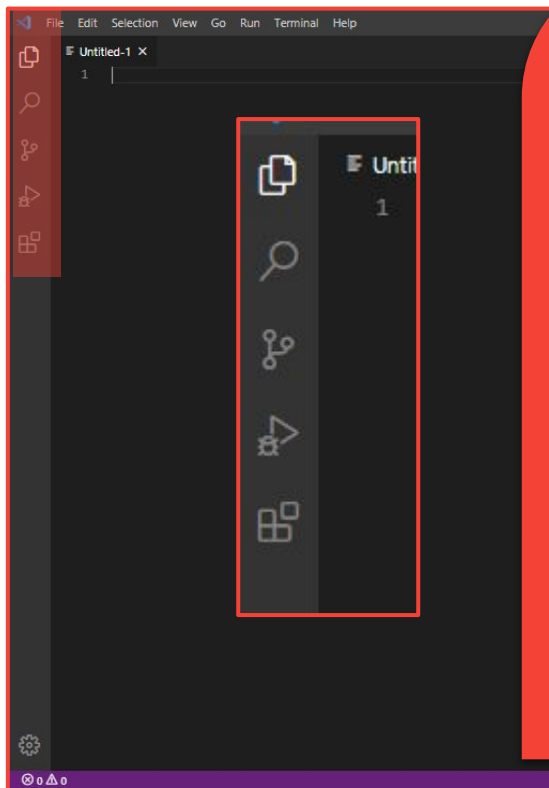 File Edit Selection View Go Run Terminal Help
Untitled-1
1
Untit
1
0 0